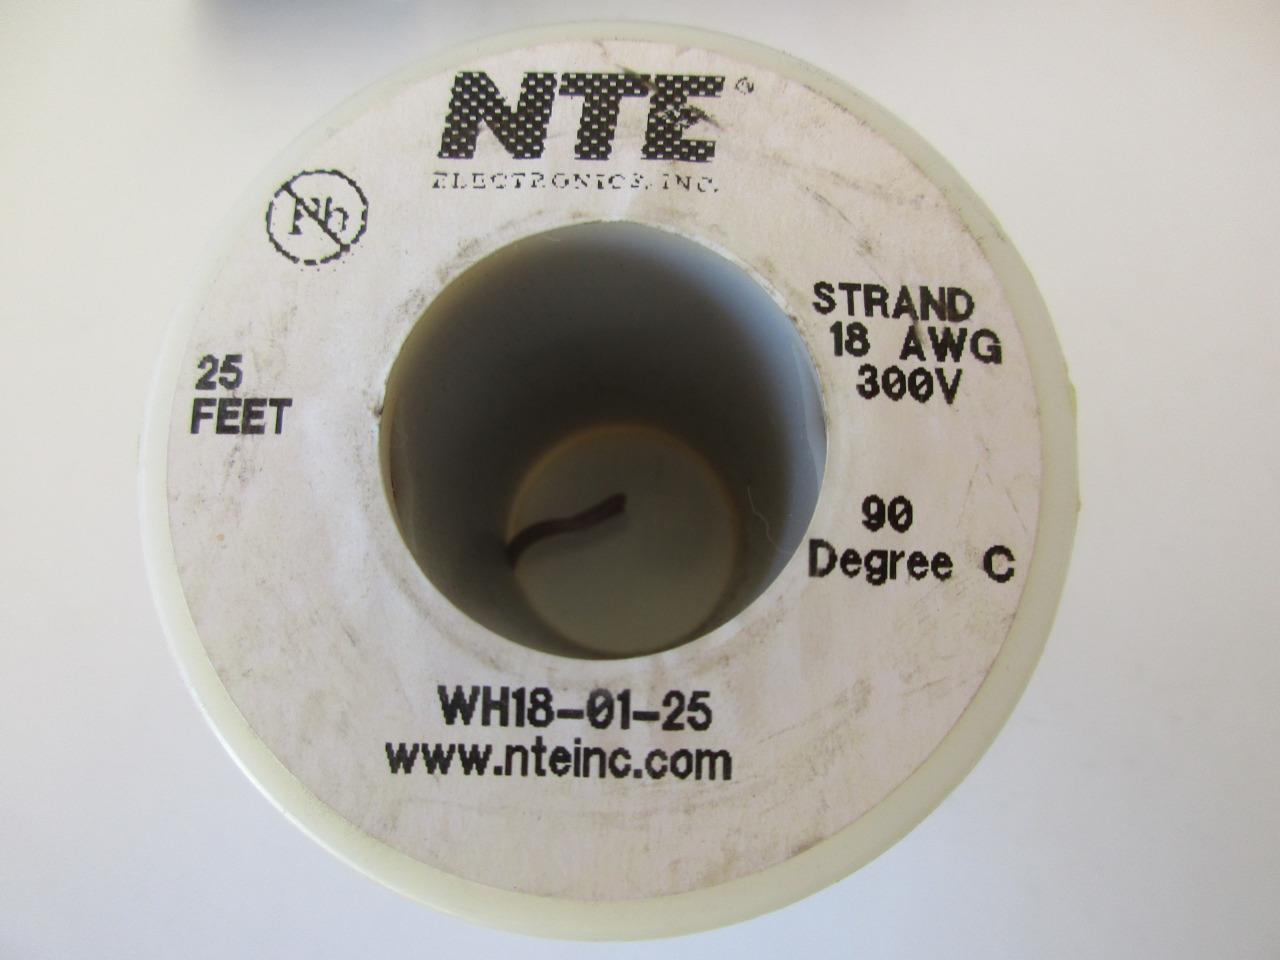 NTE®
ELECTRONICS, INC.
Pb
25
FEET
STRAND
18 AWG
300V
90
Degree C
WH18-01-25
www.nteinc.com